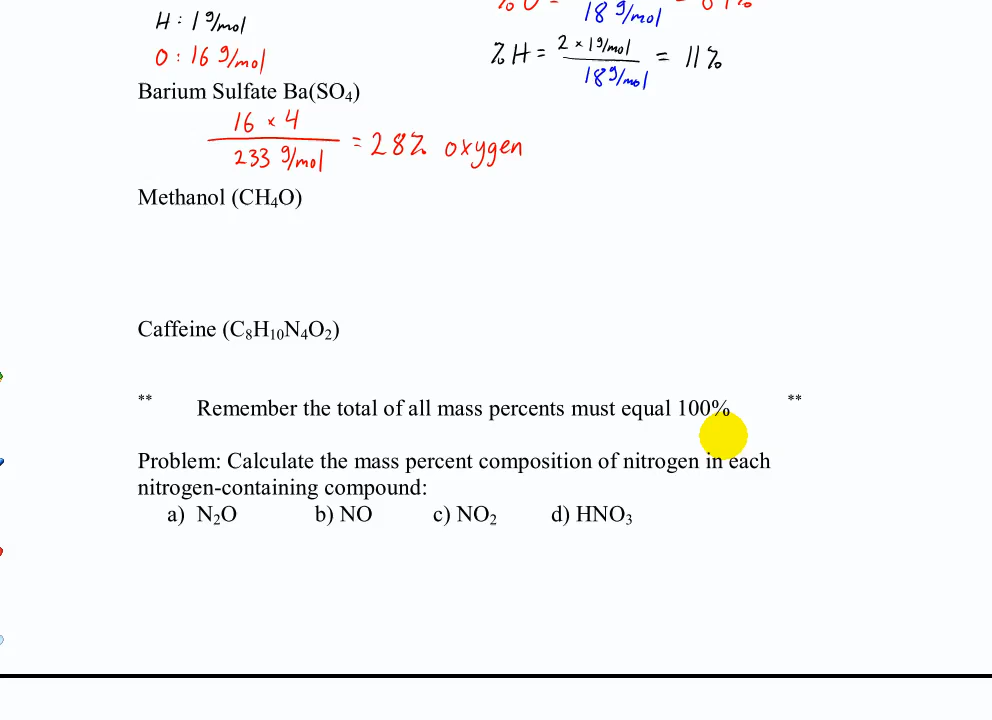 H : 1 g/mol
18 g/mol
O : 16 g/mol
% H = 2 × 1 g/mol / 18 g/mol = 11%
Barium Sulfate Ba(SO₄)
16 × 4 / 233 g/mol = 28% oxygen
Methanol (CH₄O)
Caffeine (C₈H₁₀N₄O₂)
** Remember the total of all mass percents must equal 100% **
Problem: Calculate the mass percent composition of nitrogen in each
nitrogen-containing compound:
a) N₂O b) NO c) NO₂ d) HNO₃